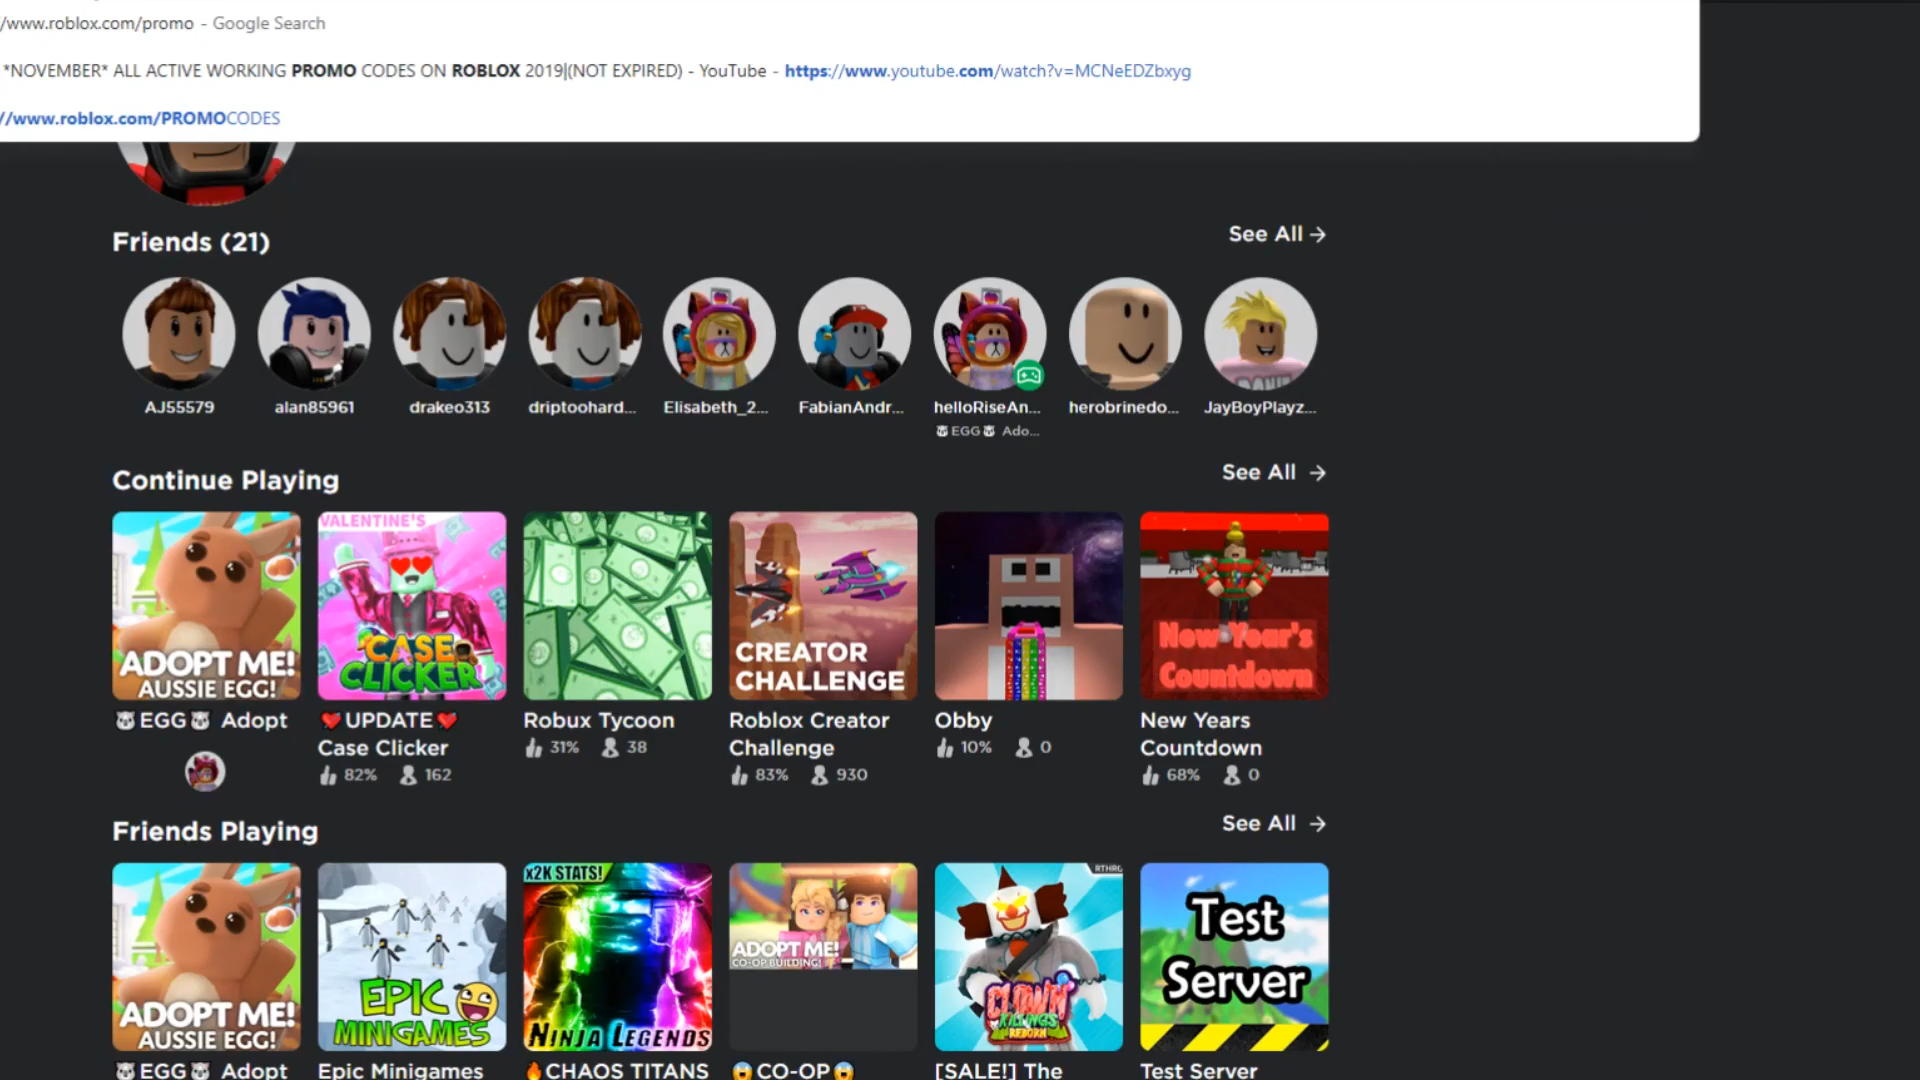 /www.roblox.com/promo - Google Search
*NOVEMBER* ALL ACTIVE WORKING PROMO CODES ON ROBLOX 2019|(NOT EXPIRED) - YouTube - https://www.youtube.com/watch?v=MCNeEDZbxyg
//www.roblox.com/PROMOCODES
Friends (21)
See All →
AJ55579
alan85961
drakeo313
driptoohard...
Elisabeth_2...
FabianAndr...
helloRiseAn...
herobrinedo...
JayBoyPlayz...
EGG Ado...
Continue Playing
See All →
ADOPT ME!
AUSSIE EGG!
VALENTINE'S
CASE
CLICKER
CREATOR
CHALLENGE
New Year's
Countdown
EGG Adopt
UPDATE
Case Clicker
82% 162
Robux Tycoon
31% 38
Roblox Creator
Challenge
83% 930
Obby
10% 0
New Years
Countdown
68% 0
Friends Playing
See All →
ADOPT ME!
AUSSIE EGG!
EPIC
MINIGAMES
x2K STATS!
NINJA LEGENDS
ADOPT ME!
CO-OP BUILDING!
RTHRO
CLOWN
KILLINGS
REBORN
Test
Server
EGG Adopt
Epic Minigames
CHAOS TITANS
CO-OP
[SALE!] The
Test Server